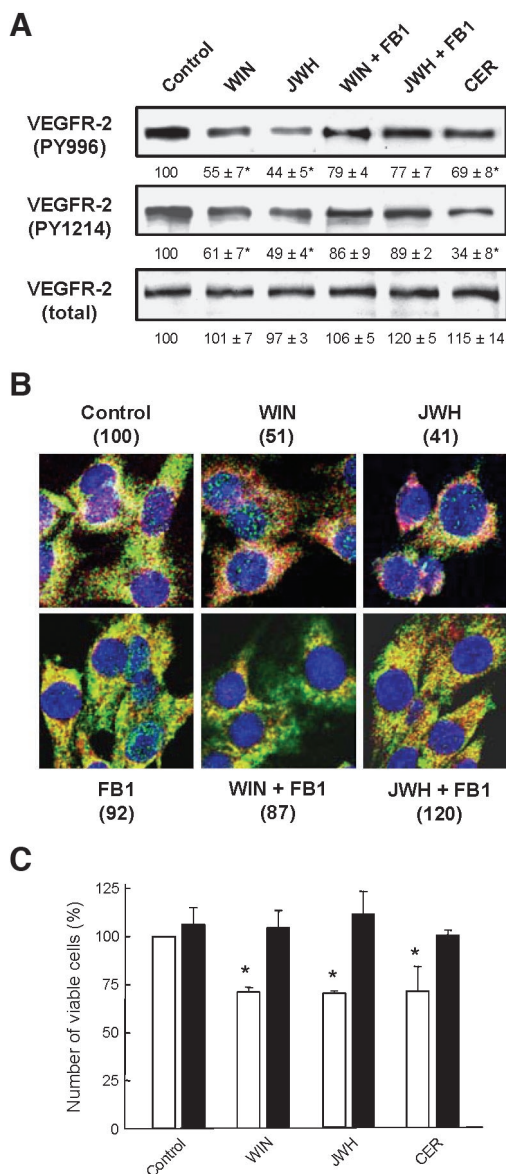 A
Control WIN JWH WIN + FB1 JWH + FB1 CER
VEGFR-2
(PY996)
100 55 ± 7* 44 ± 5* 79 ± 4 77 ± 7 69 ± 8*
VEGFR-2
(PY1214)
100 61 ± 7* 49 ± 4* 86 ± 9 89 ± 2 34 ± 8*
VEGFR-2
(total)
100 101 ± 7 97 ± 3 106 ± 5 120 ± 5 115 ± 14
B
Control WIN JWH
(100) (51) (41)
FB1 WIN + FB1 JWH + FB1
(92) (87) (120)
C
Number of viable cells (%)
125
100
75
50
25
0
* * *
Control WIN JWH CER